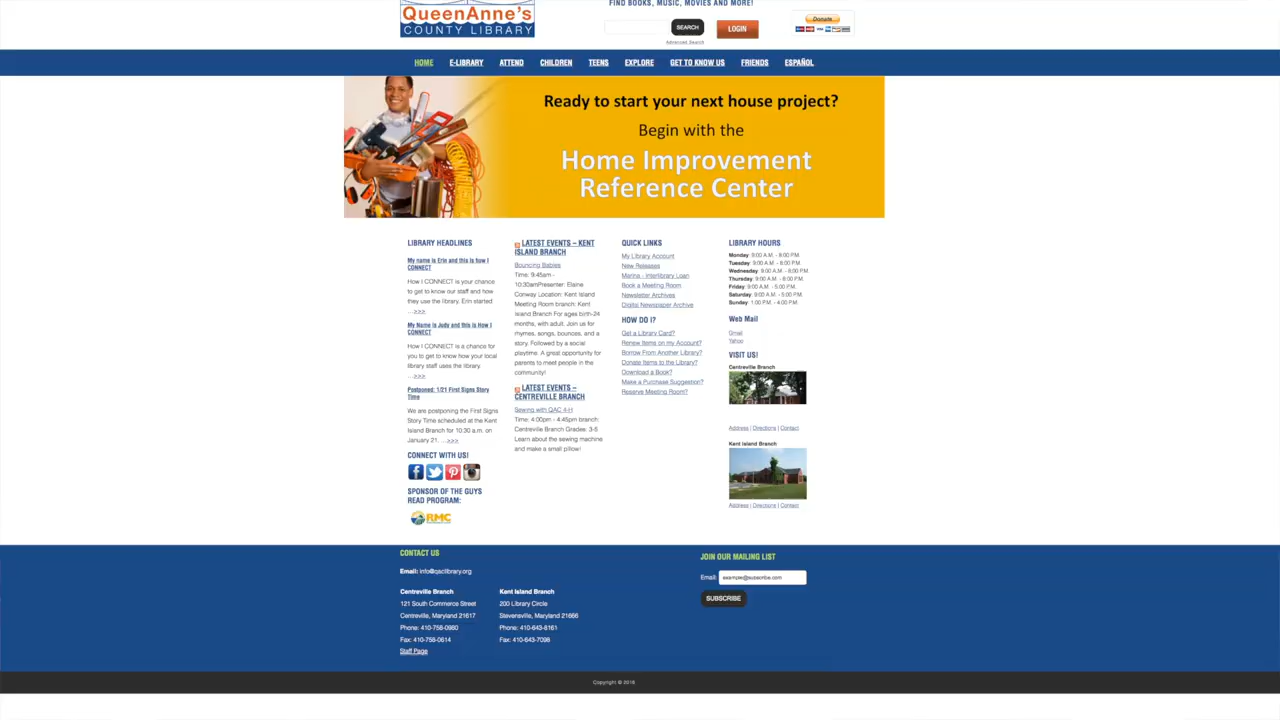 QueenAnne's
COUNTY LIBRARY
FIND BOOKS, MUSIC, MOVIES AND MORE!
SEARCH
Advanced Search
LOGIN
Donate
HOME E-LIBRARY ATTEND CHILDREN TEENS EXPLORE GET TO KNOW US FRIENDS ESPAÑOL
Ready to start your next house project?
Begin with the
Home Improvement
Reference Center
LIBRARY HEADLINES
My name is Erin and this is how I
CONNECT
How I CONNECT is your chance
to get to know our staff and how
they use the library. Erin started
...>>>
My Name is Judy and this is How I
CONNECT
How I CONNECT is a chance for
you to get to know how your local
library staff uses the library.
...>>>
Postponed: 1/21 First Signs Story
Time
We are postponing the First Signs
Story Time scheduled at the Kent
Island Branch for 10:30 a.m. on
January 21. ...>>>
CONNECT WITH US!
SPONSOR OF THE GUYS
READ PROGRAM:
RMC
LATEST EVENTS – KENT
ISLAND BRANCH
Bouncing Babies
Time: 9:45am -
10:30amPresenter: Elaine
Conway Location: Kent Island
Meeting Room branch: Kent
Island Branch For ages birth-24
months, with adult. Join us for
rhymes, songs, bounces, and a
story. Followed by a social
playtime. A great opportunity for
parents to meet people in the
community!
LATEST EVENTS –
CENTREVILLE BRANCH
Sewing with QAC 4-H
Time: 4:00pm - 4:45pm branch:
Centreville Branch Grades: 3-5
Learn about the sewing machine
and make a small pillow!
QUICK LINKS
My Library Account
New Releases
Marina - Interlibrary Loan
Book a Meeting Room
Newsletter Archives
Digital Newspaper Archive
HOW DO I?
Get a Library Card?
Renew Items on my Account?
Borrow From Another Library?
Donate Items to the Library?
Download a Book?
Make a Purchase Suggestion?
Reserve Meeting Room?
LIBRARY HOURS
Monday: 9:00 A.M. - 8:00 P.M.
Tuesday: 9:00 A.M. - 8:00 P.M.
Wednesday: 9:00 A.M. - 8:00 P.M.
Thursday: 9:00 A.M. - 8:00 P.M.
Friday: 9:00 A.M. - 5:00 P.M.
Saturday: 9:00 A.M. - 5:00 P.M.
Sunday: 1:00 P.M. - 4:00 P.M.
Web Mail
Gmail
Yahoo
VISIT US!
Centreville Branch
Address | Directions | Contact
Kent Island Branch
Address | Directions | Contact
CONTACT US
Email: info@qaclibrary.org
Centreville Branch
121 South Commerce Street
Centreville, Maryland 21617
Phone: 410-758-0980
Fax: 410-758-0614
Staff Page
Kent Island Branch
200 Library Circle
Stevensville, Maryland 21666
Phone: 410-643-8161
Fax: 410-643-7098
JOIN OUR MAILING LIST
Email: example@subscribe.com
SUBSCRIBE
Copyright © 2016